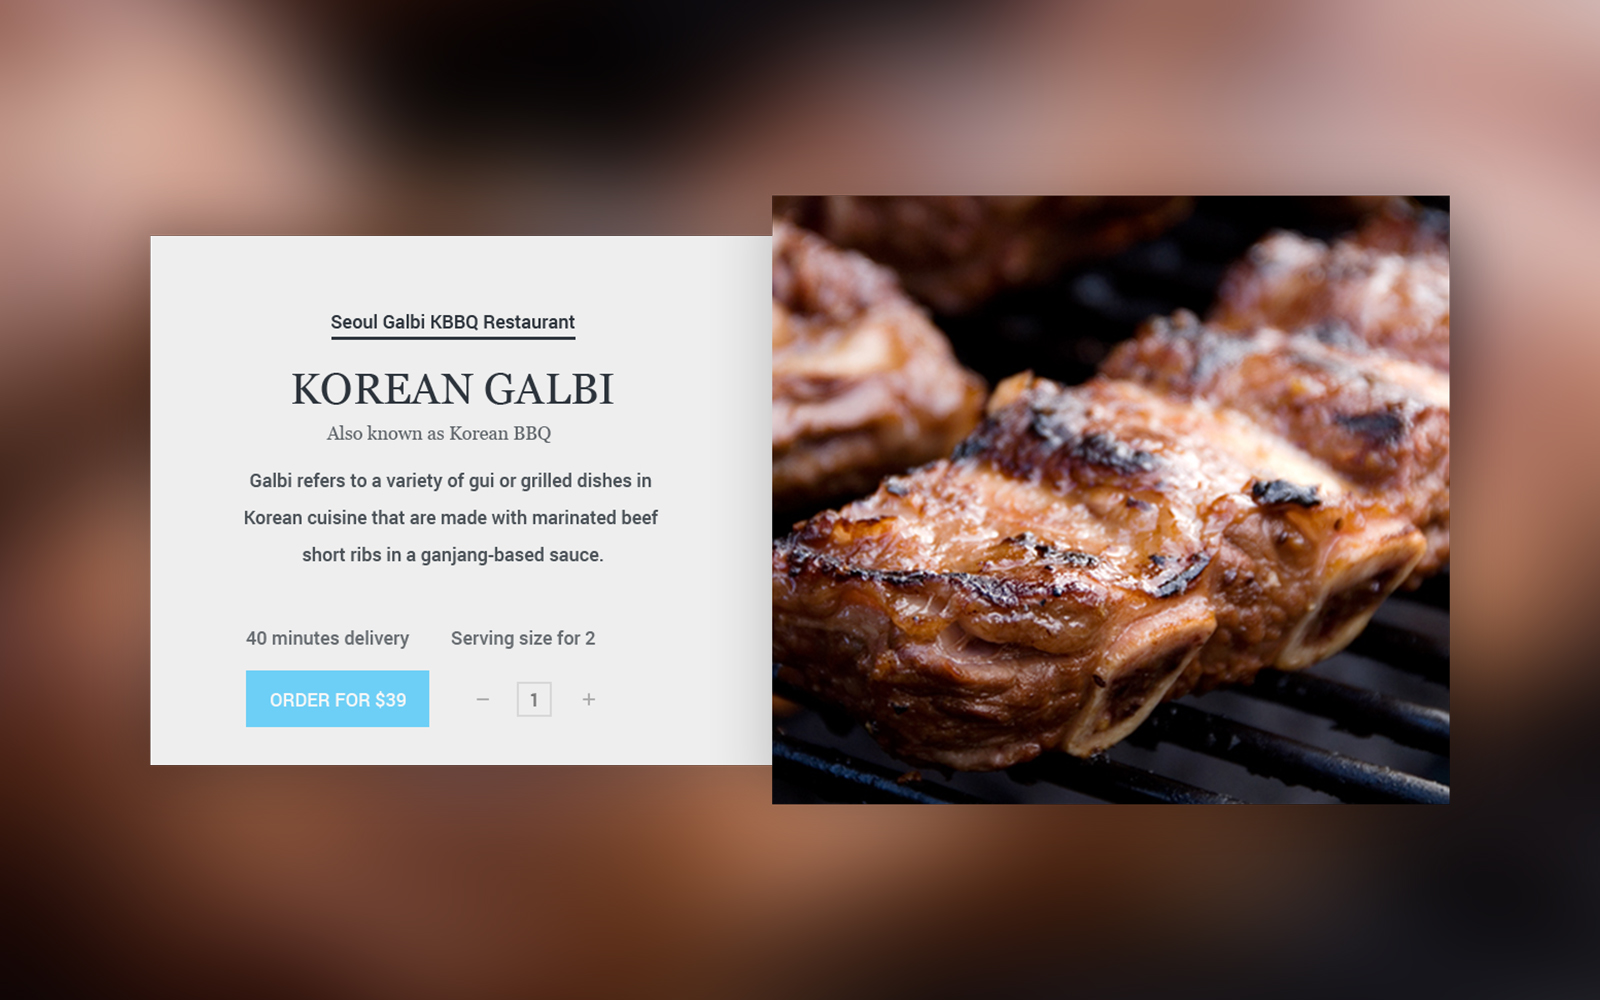 Seoul Galbi KBBQ Restaurant
KOREAN GALBI
Also known as Korean BBQ
Galbi refers to a variety of gui or grilled dishes in
Korean cuisine that are made with marinated beef
short ribs in a ganjang-based sauce.
40 minutes delivery Serving size for 2
ORDER FOR $39 − 1 +